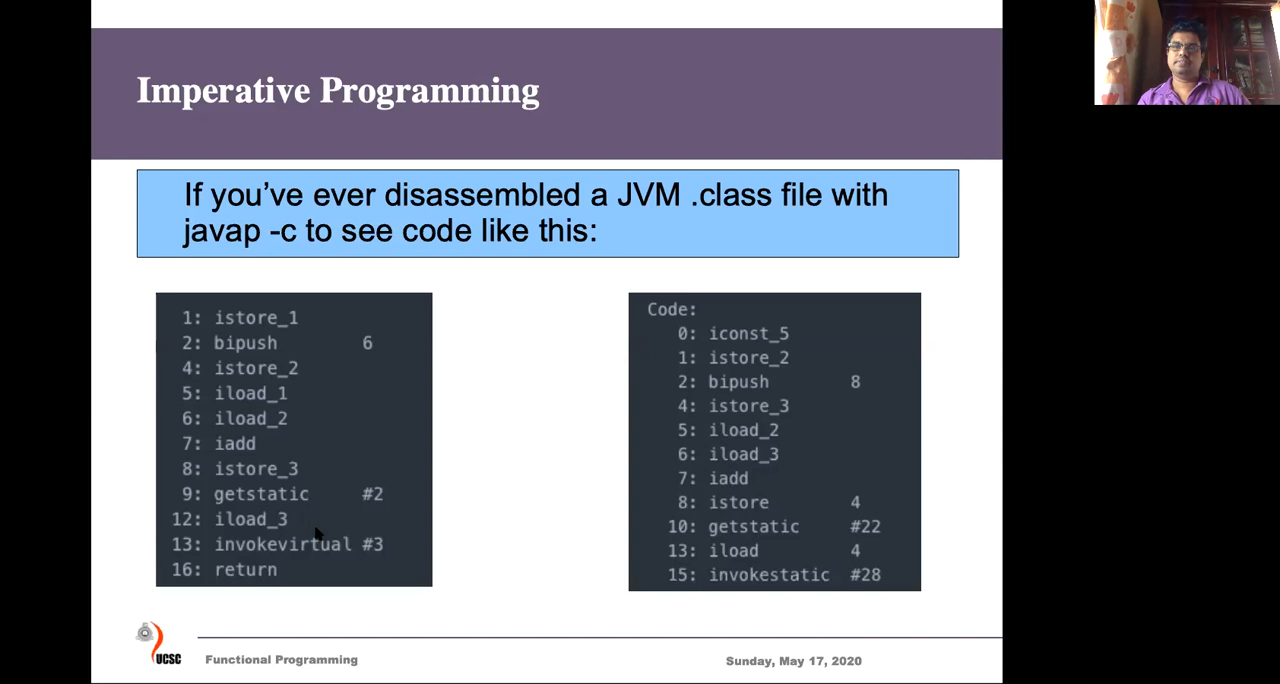 Imperative Programming
If you've ever disassembled a JVM .class file with
javap -c to see code like this:
1: istore_1
2: bipush 6
4: istore_2
5: iload_1
6: iload_2
7: iadd
8: istore_3
9: getstatic #2
12: iload_3
13: invokevirtual #3
16: return
Code:
0: iconst_5
1: istore_2
2: bipush 8
4: istore_3
5: iload_2
6: iload_3
7: iadd
8: istore 4
10: getstatic #22
13: iload 4
15: invokestatic #28
UCSC
Functional Programming
Sunday, May 17, 2020